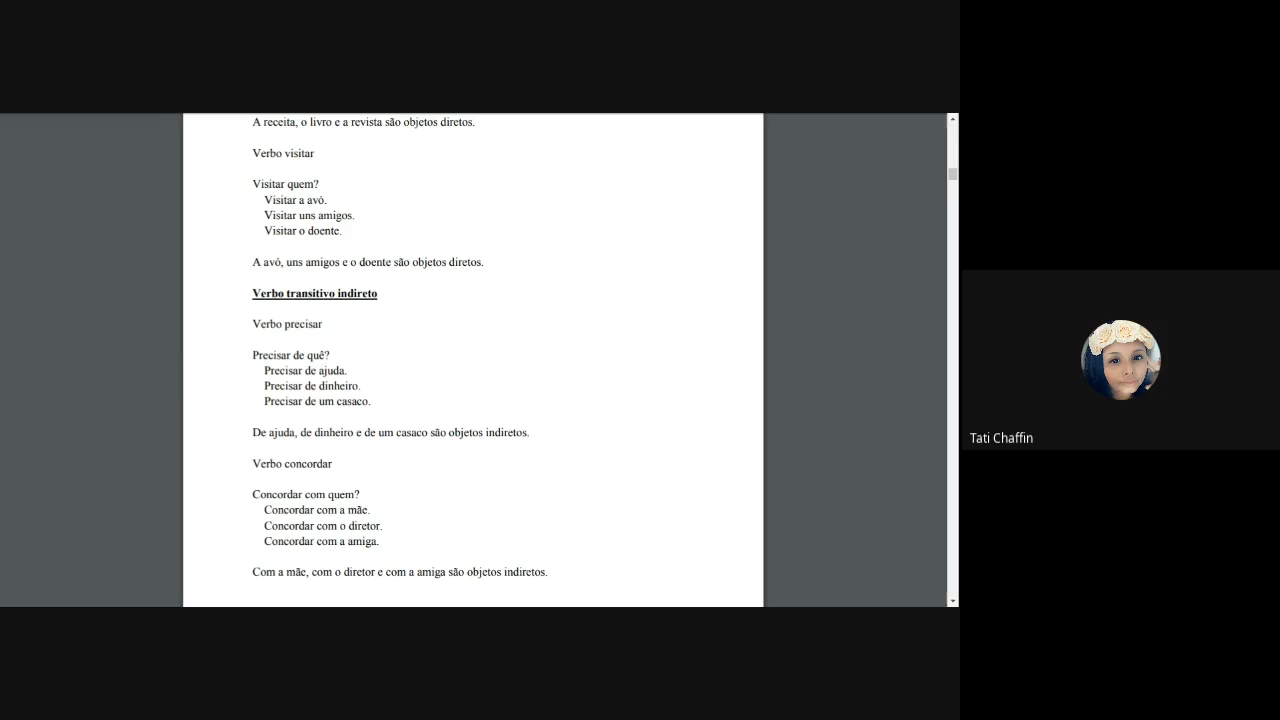 A receita, o livro e a revista são objetos diretos.
Verbo visitar
Visitar quem?
Visitar a avó.
Visitar uns amigos.
Visitar o doente.
A avó, uns amigos e o doente são objetos diretos.
Verbo transitivo indireto
Verbo precisar
Precisar de quê?
Precisar de ajuda.
Precisar de dinheiro.
Precisar de um casaco.
De ajuda, de dinheiro e de um casaco são objetos indiretos.
Verbo concordar
Concordar com quem?
Concordar com a mãe.
Concordar com o diretor.
Concordar com a amiga.
Com a mãe, com o diretor e com a amiga são objetos indiretos.
Tati Chaffin